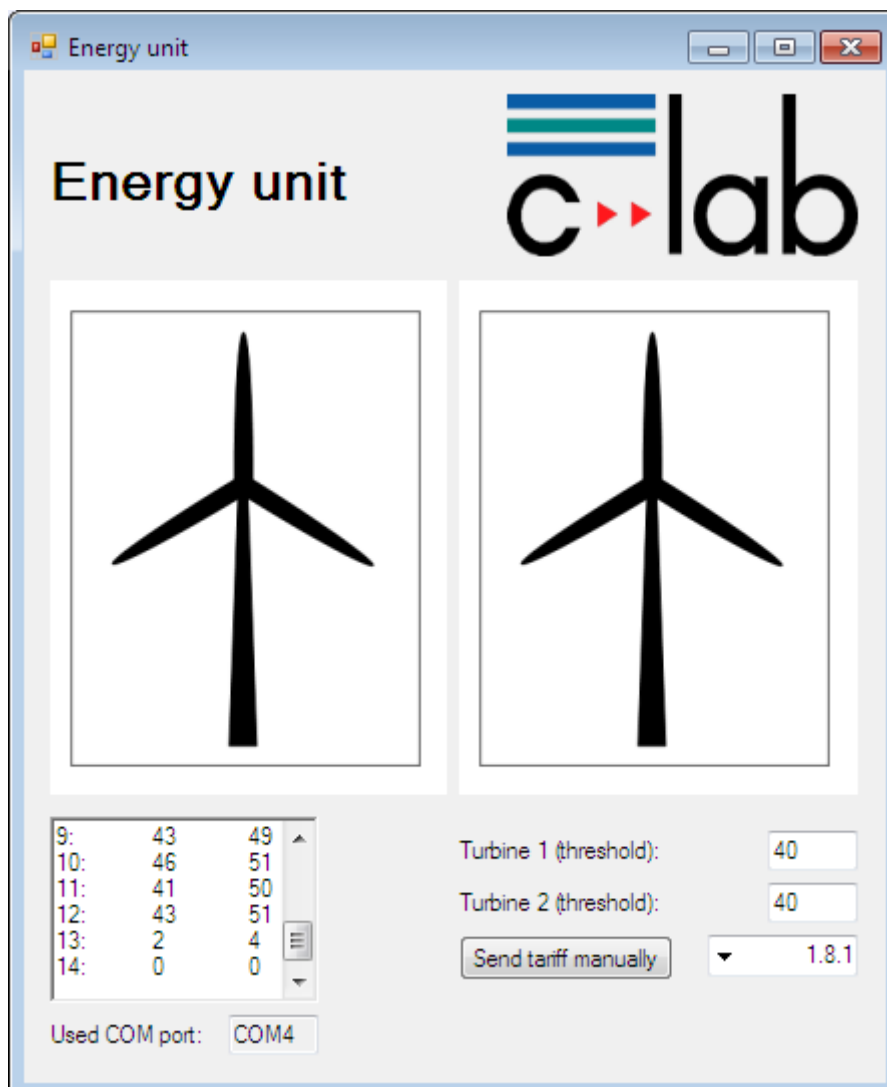 Energy unit
Energy unit
c lab
9: 43 49
10: 46 51
11: 41 50
12: 43 51
13: 2 4
14: 0 0
Turbine 1 (threshold): 40
Turbine 2 (threshold): 40
Send tariff manually 1.8.1
Used COM port: COM4